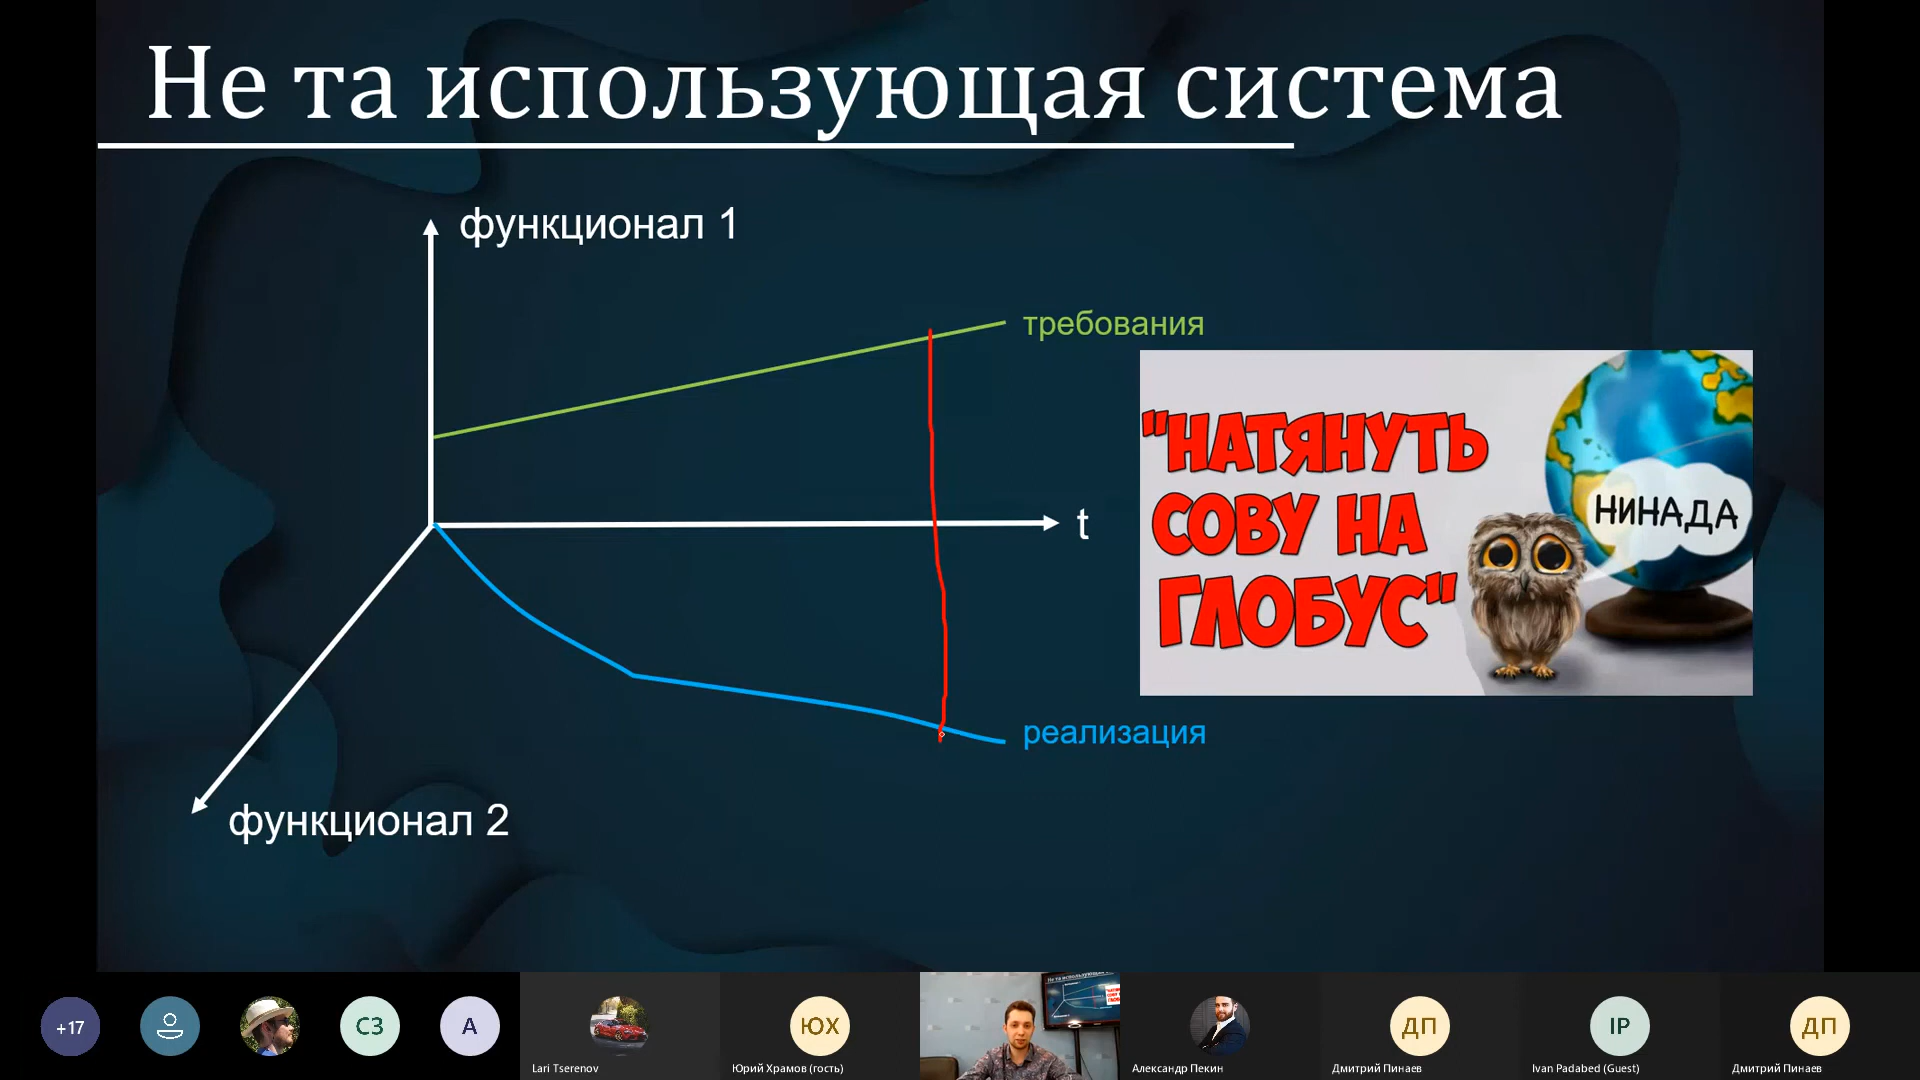 Не та использующая система
функционал 1
требования
"НАТЯНУТЬ
СОВУ НА
ГЛОБУС"
НИНАДА
t
реализация
функционал 2
+17
СЗ
А
Lari Tserenov
ЮХ
Юрий Храмов (гость)
Александр Пекин
ДП
Дмитрий Пинаев
IP
Ivan Padabed (Guest)
ДП
Дмитрий Пинаев